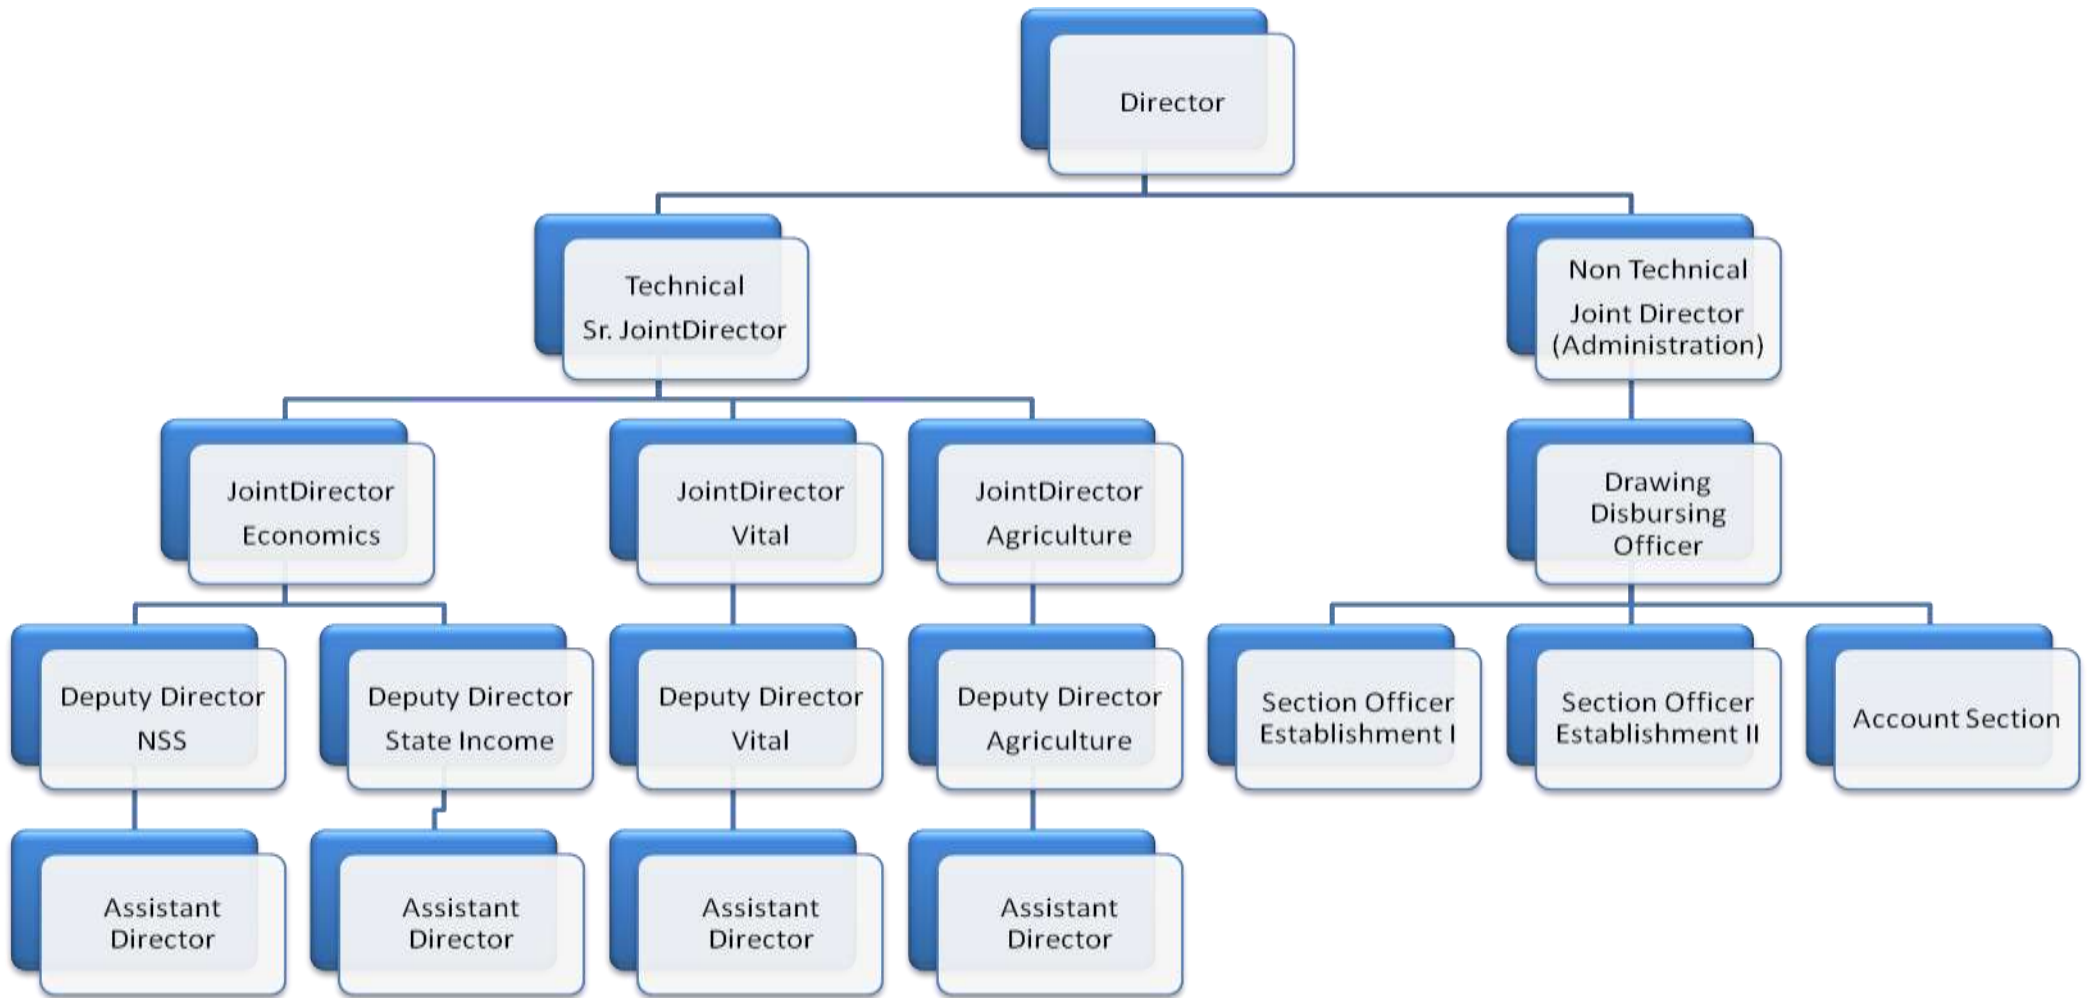 Director
Technical
Sr. JointDirector
Non Technical
Joint Director
(Administration)
JointDirector
Economics
JointDirector
Vital
JointDirector
Agriculture
Drawing
Disbursing
Officer
Deputy Director
NSS
Deputy Director
State Income
Deputy Director
Vital
Deputy Director
Agriculture
Section Officer
Establishment I
Section Officer
Establishment II
Account Section
Assistant
Director
Assistant
Director
Assistant
Director
Assistant
Director